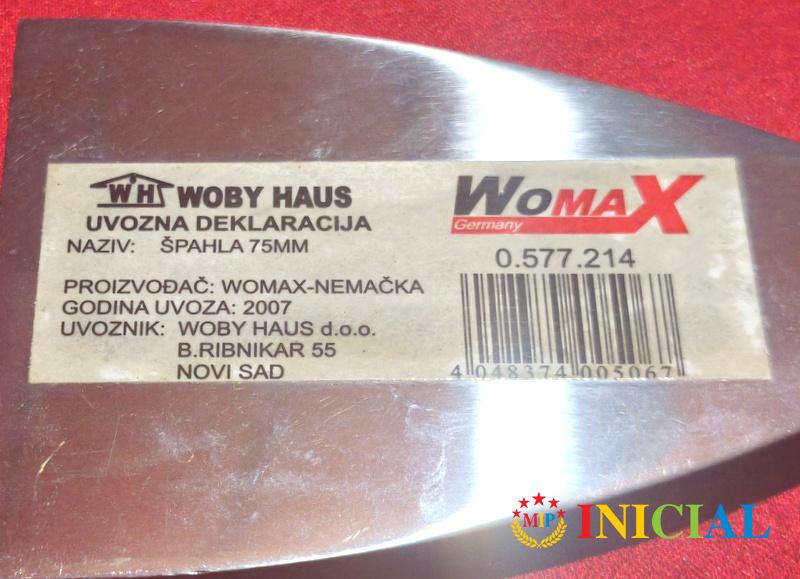 WH WOBY HAUS
UVOZNA DEKLARACIJA
NAZIV: ŠPAHLA 75MM
PROIZVOĐAČ: WOMAX-NEMAČKA
GODINA UVOZA: 2007
UVOZNIK: WOBY HAUS d.o.o.
B.RIBNIKAR 55
NOVI SAD
WOMAX
Germany
0.577.214
4 048374 005067
MIP INICIAL